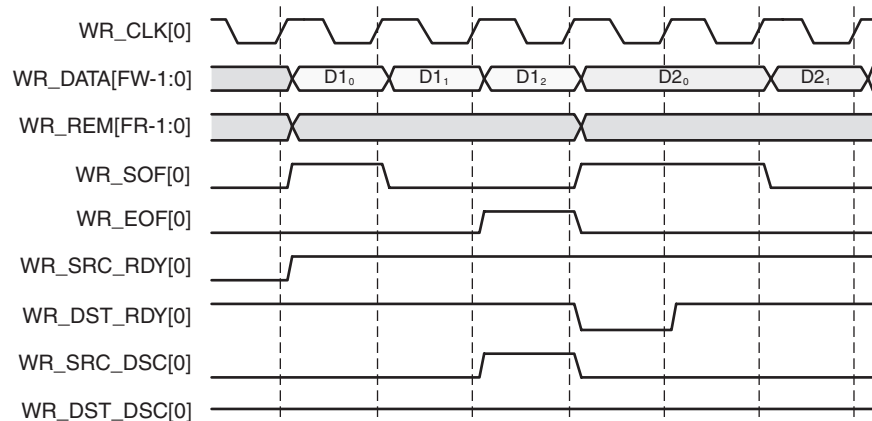 WR_CLK[0]
WR_DATA[FW-1:0] D1₀ D1₁ D1₂ D2₀ D2₁
WR_REM[FR-1:0]
WR_SOF[0]
WR_EOF[0]
WR_SRC_RDY[0]
WR_DST_RDY[0]
WR_SRC_DSC[0]
WR_DST_DSC[0]